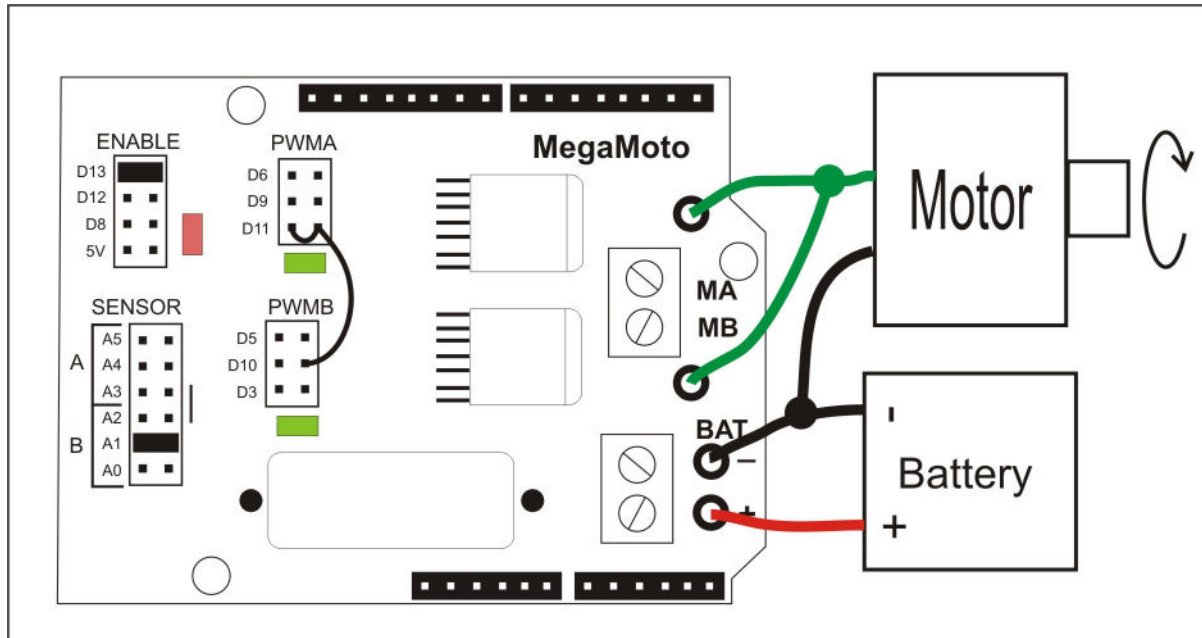 ENABLE
D13
D12
D8
5V
PWMA
D6
D9
D11
MegaMoto
Motor
SENSOR
A
A5
A4
A3
B
A2
A1
A0
PWMB
D5
D10
D3
MA
MB
BAT
–
+
-
Battery
+